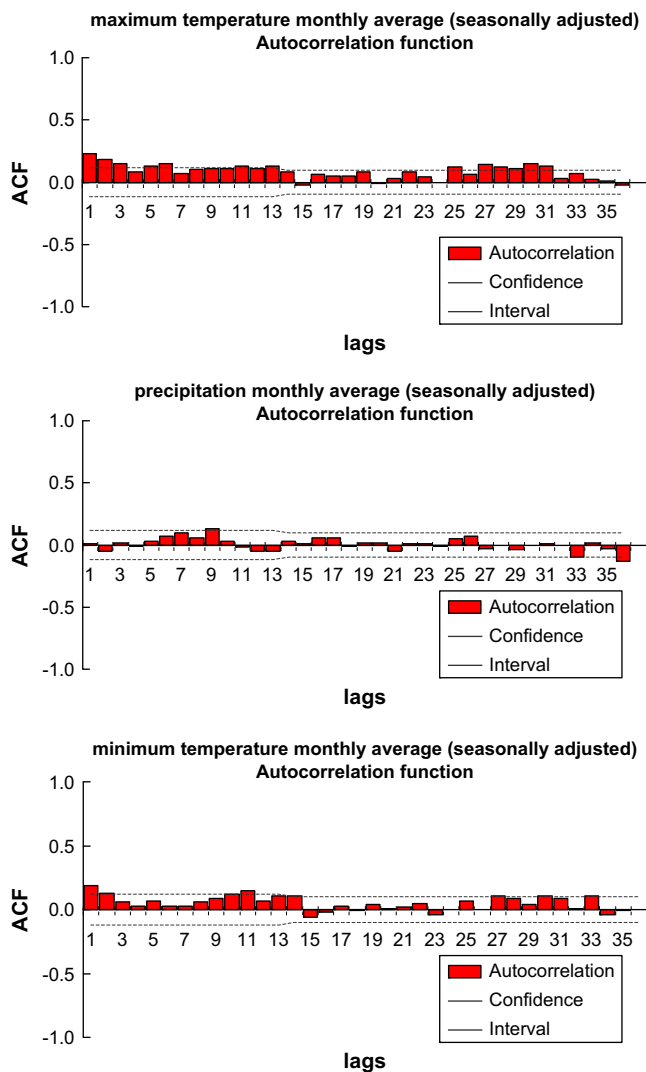 maximum temperature monthly average (seasonally adjusted)
Autocorrelation function
1.0
0.5
0.0
-0.5
-1.0
ACF
1 3 5 7 9 11 13 15 17 19 21 23 25 27 29 31 33 35
Autocorrelation
Confidence
Interval
lags
precipitation monthly average (seasonally adjusted)
Autocorrelation function
1.0
0.5
0.0
-0.5
-1.0
ACF
1 3 5 7 9 11 13 15 17 19 21 23 25 27 29 31 33 35
Autocorrelation
Confidence
Interval
lags
minimum temperature monthly average (seasonally adjusted)
Autocorrelation function
1.0
0.5
0.0
-0.5
-1.0
ACF
1 3 5 7 9 11 13 15 17 19 21 23 25 27 29 31 33 35
Autocorrelation
Confidence
Interval
lags